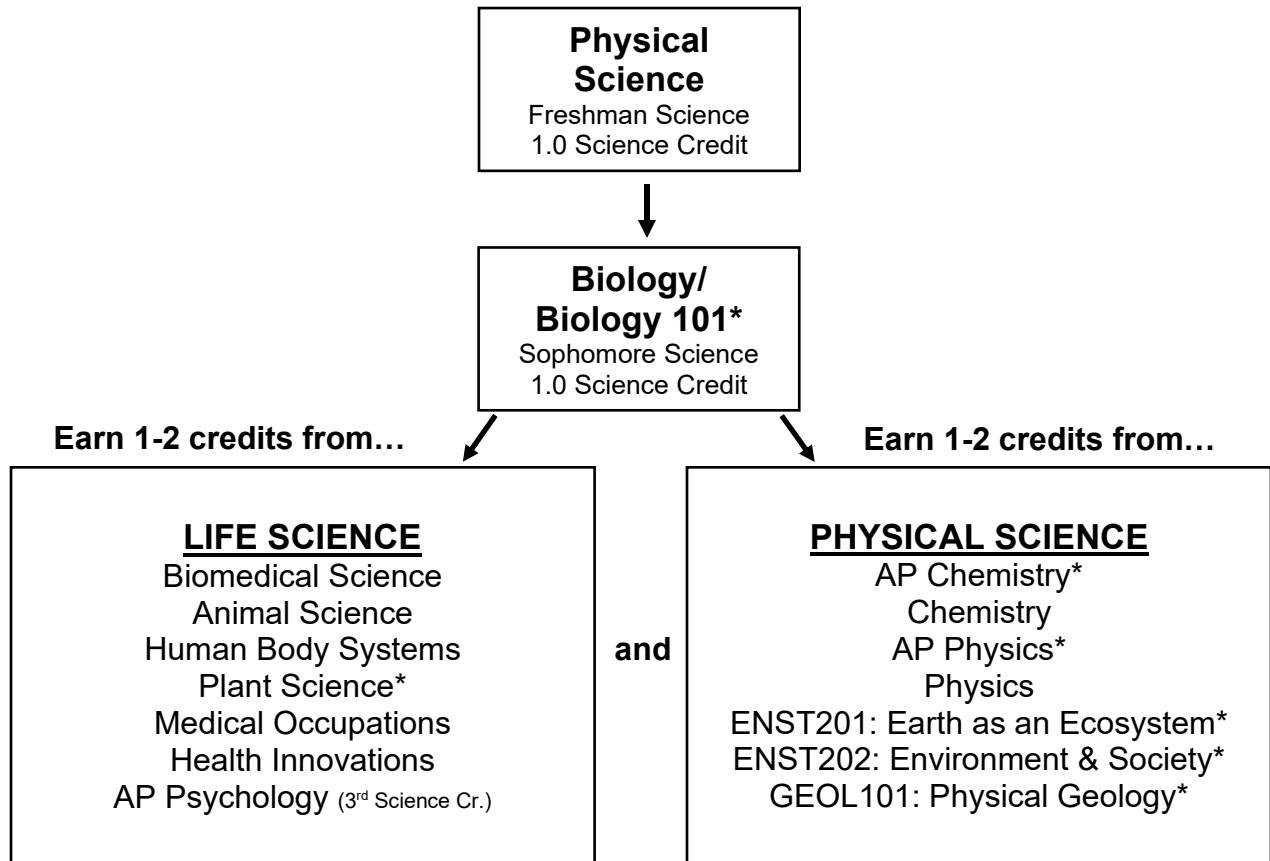 Physical
Science
Freshman Science
1.0 Science Credit
Biology/
Biology 101*
Sophomore Science
1.0 Science Credit
Earn 1-2 credits from…
LIFE SCIENCE
Biomedical Science
Animal Science
Human Body Systems
Plant Science*
Medical Occupations
Health Innovations
AP Psychology (3rd Science Cr.)
and
Earn 1-2 credits from…
PHYSICAL SCIENCE
AP Chemistry*
Chemistry
AP Physics*
Physics
ENST201: Earth as an Ecosystem*
ENST202: Environment & Society*
GEOL101: Physical Geology*